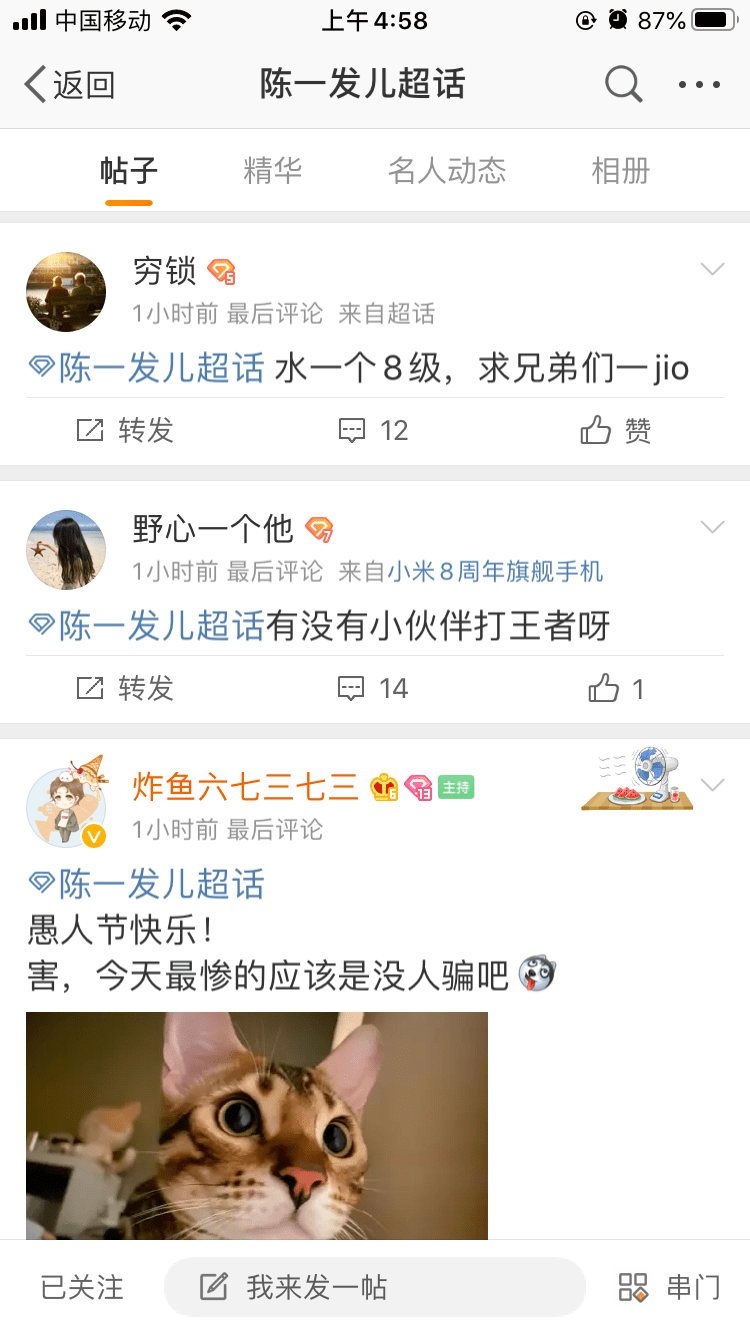 中国移动 上午4:58 87%
返回 陈一发儿超话
帖子 精华 名人动态 相册
穷锁 5
1小时前 最后评论 来自超话
陈一发儿超话 水一个8级，求兄弟们一jio
转发 12 赞
野心一个他 7
1小时前 最后评论 来自小米8周年旗舰手机
陈一发儿超话有没有小伙伴打王者呀
转发 14 1
炸鱼六七三七三 6 13 主持
1小时前 最后评论
陈一发儿超话
愚人节快乐！
害，今天最惨的应该是没人骗吧
已关注 我来发一帖 串门